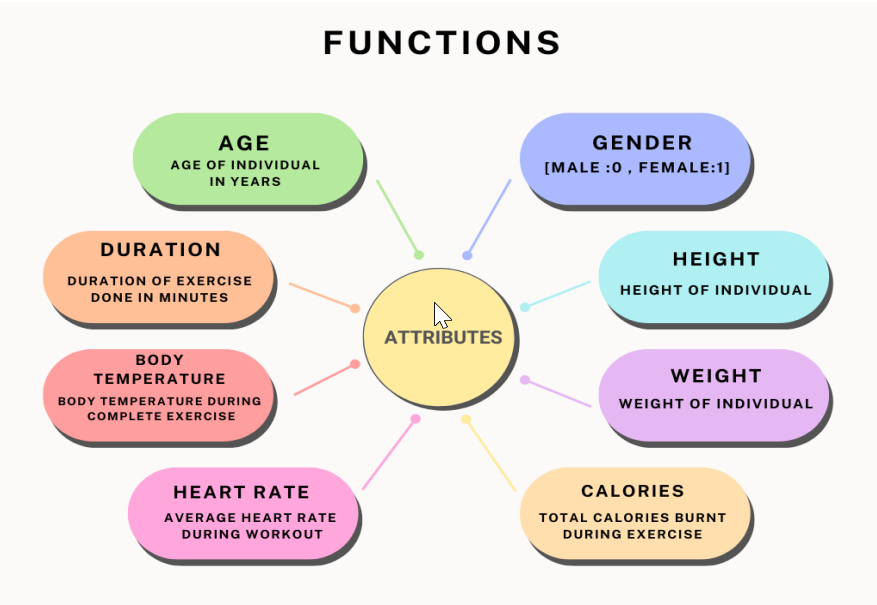 FUNCTIONS
AGE
AGE OF INDIVIDUAL
IN YEARS
GENDER
[MALE :0 , FEMALE:1]
DURATION
DURATION OF EXERCISE
DONE IN MINUTES
HEIGHT
HEIGHT OF INDIVIDUAL
ATTRIBUTES
BODY
TEMPERATURE
BODY TEMPERATURE DURING
COMPLETE EXERCISE
WEIGHT
WEIGHT OF INDIVIDUAL
HEART RATE
AVERAGE HEART RATE
DURING WORKOUT
CALORIES
TOTAL CALORIES BURNT
DURING EXERCISE